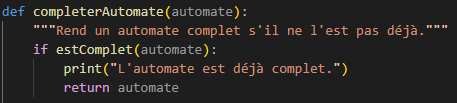 def completerAutomate(automate):
    """Rend un automate complet s'il ne l'est pas déjà."""
    if estComplet(automate):
        print("L'automate est déjà complet.")
        return automate